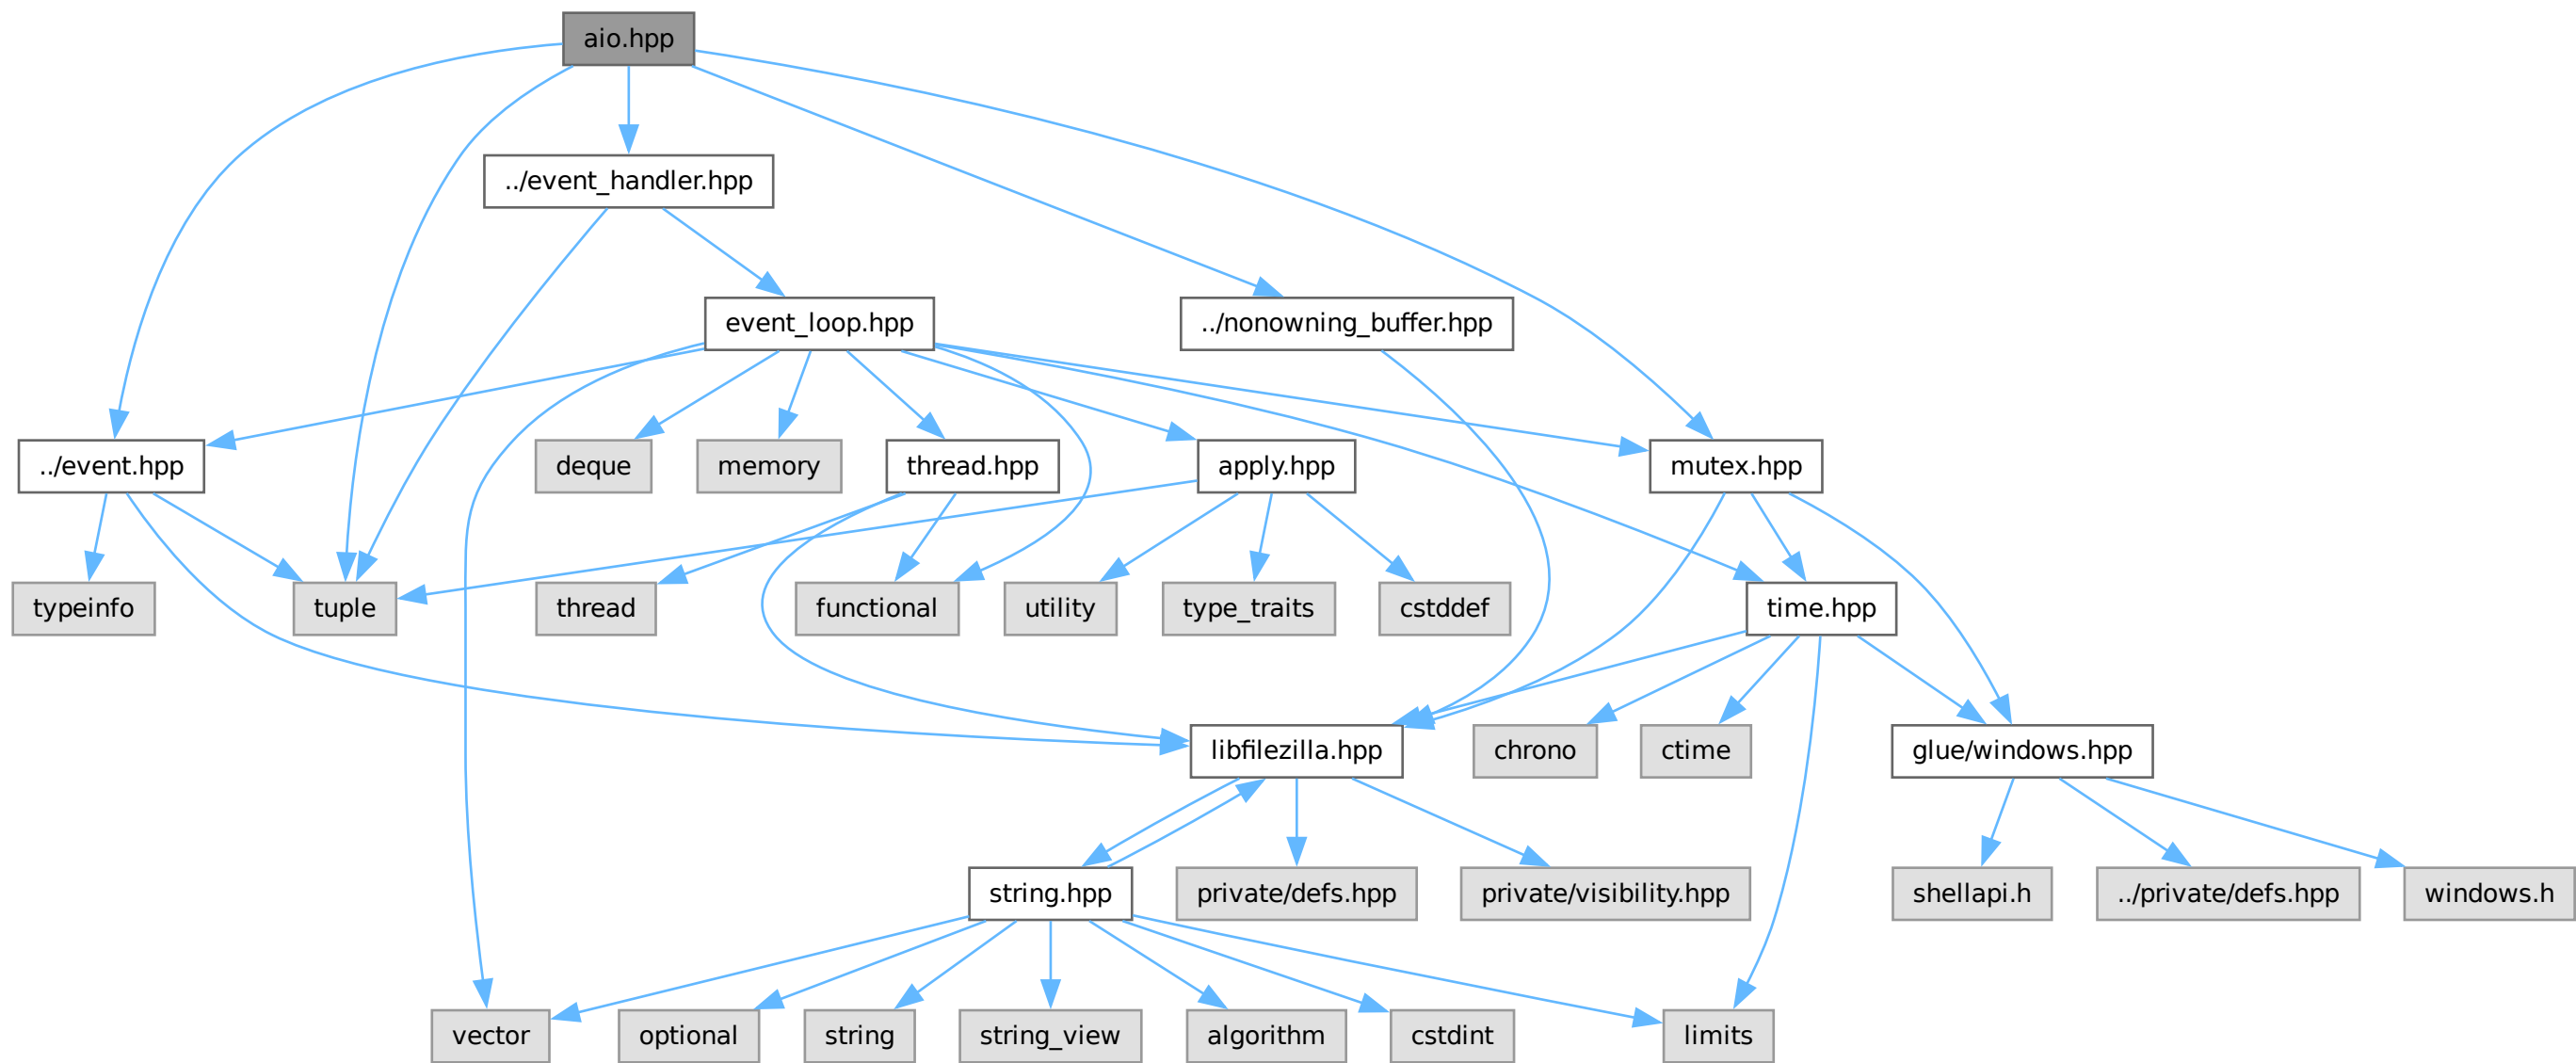 aio.hpp
../event_handler.hpp
event_loop.hpp
../nonowning_buffer.hpp
../event.hpp
deque
memory
thread.hpp
apply.hpp
mutex.hpp
typeinfo
tuple
thread
functional
utility
type_traits
cstddef
time.hpp
libfilezilla.hpp
chrono
ctime
glue/windows.hpp
string.hpp
private/defs.hpp
private/visibility.hpp
shellapi.h
../private/defs.hpp
windows.h
vector
optional
string
string_view
algorithm
cstdint
limits